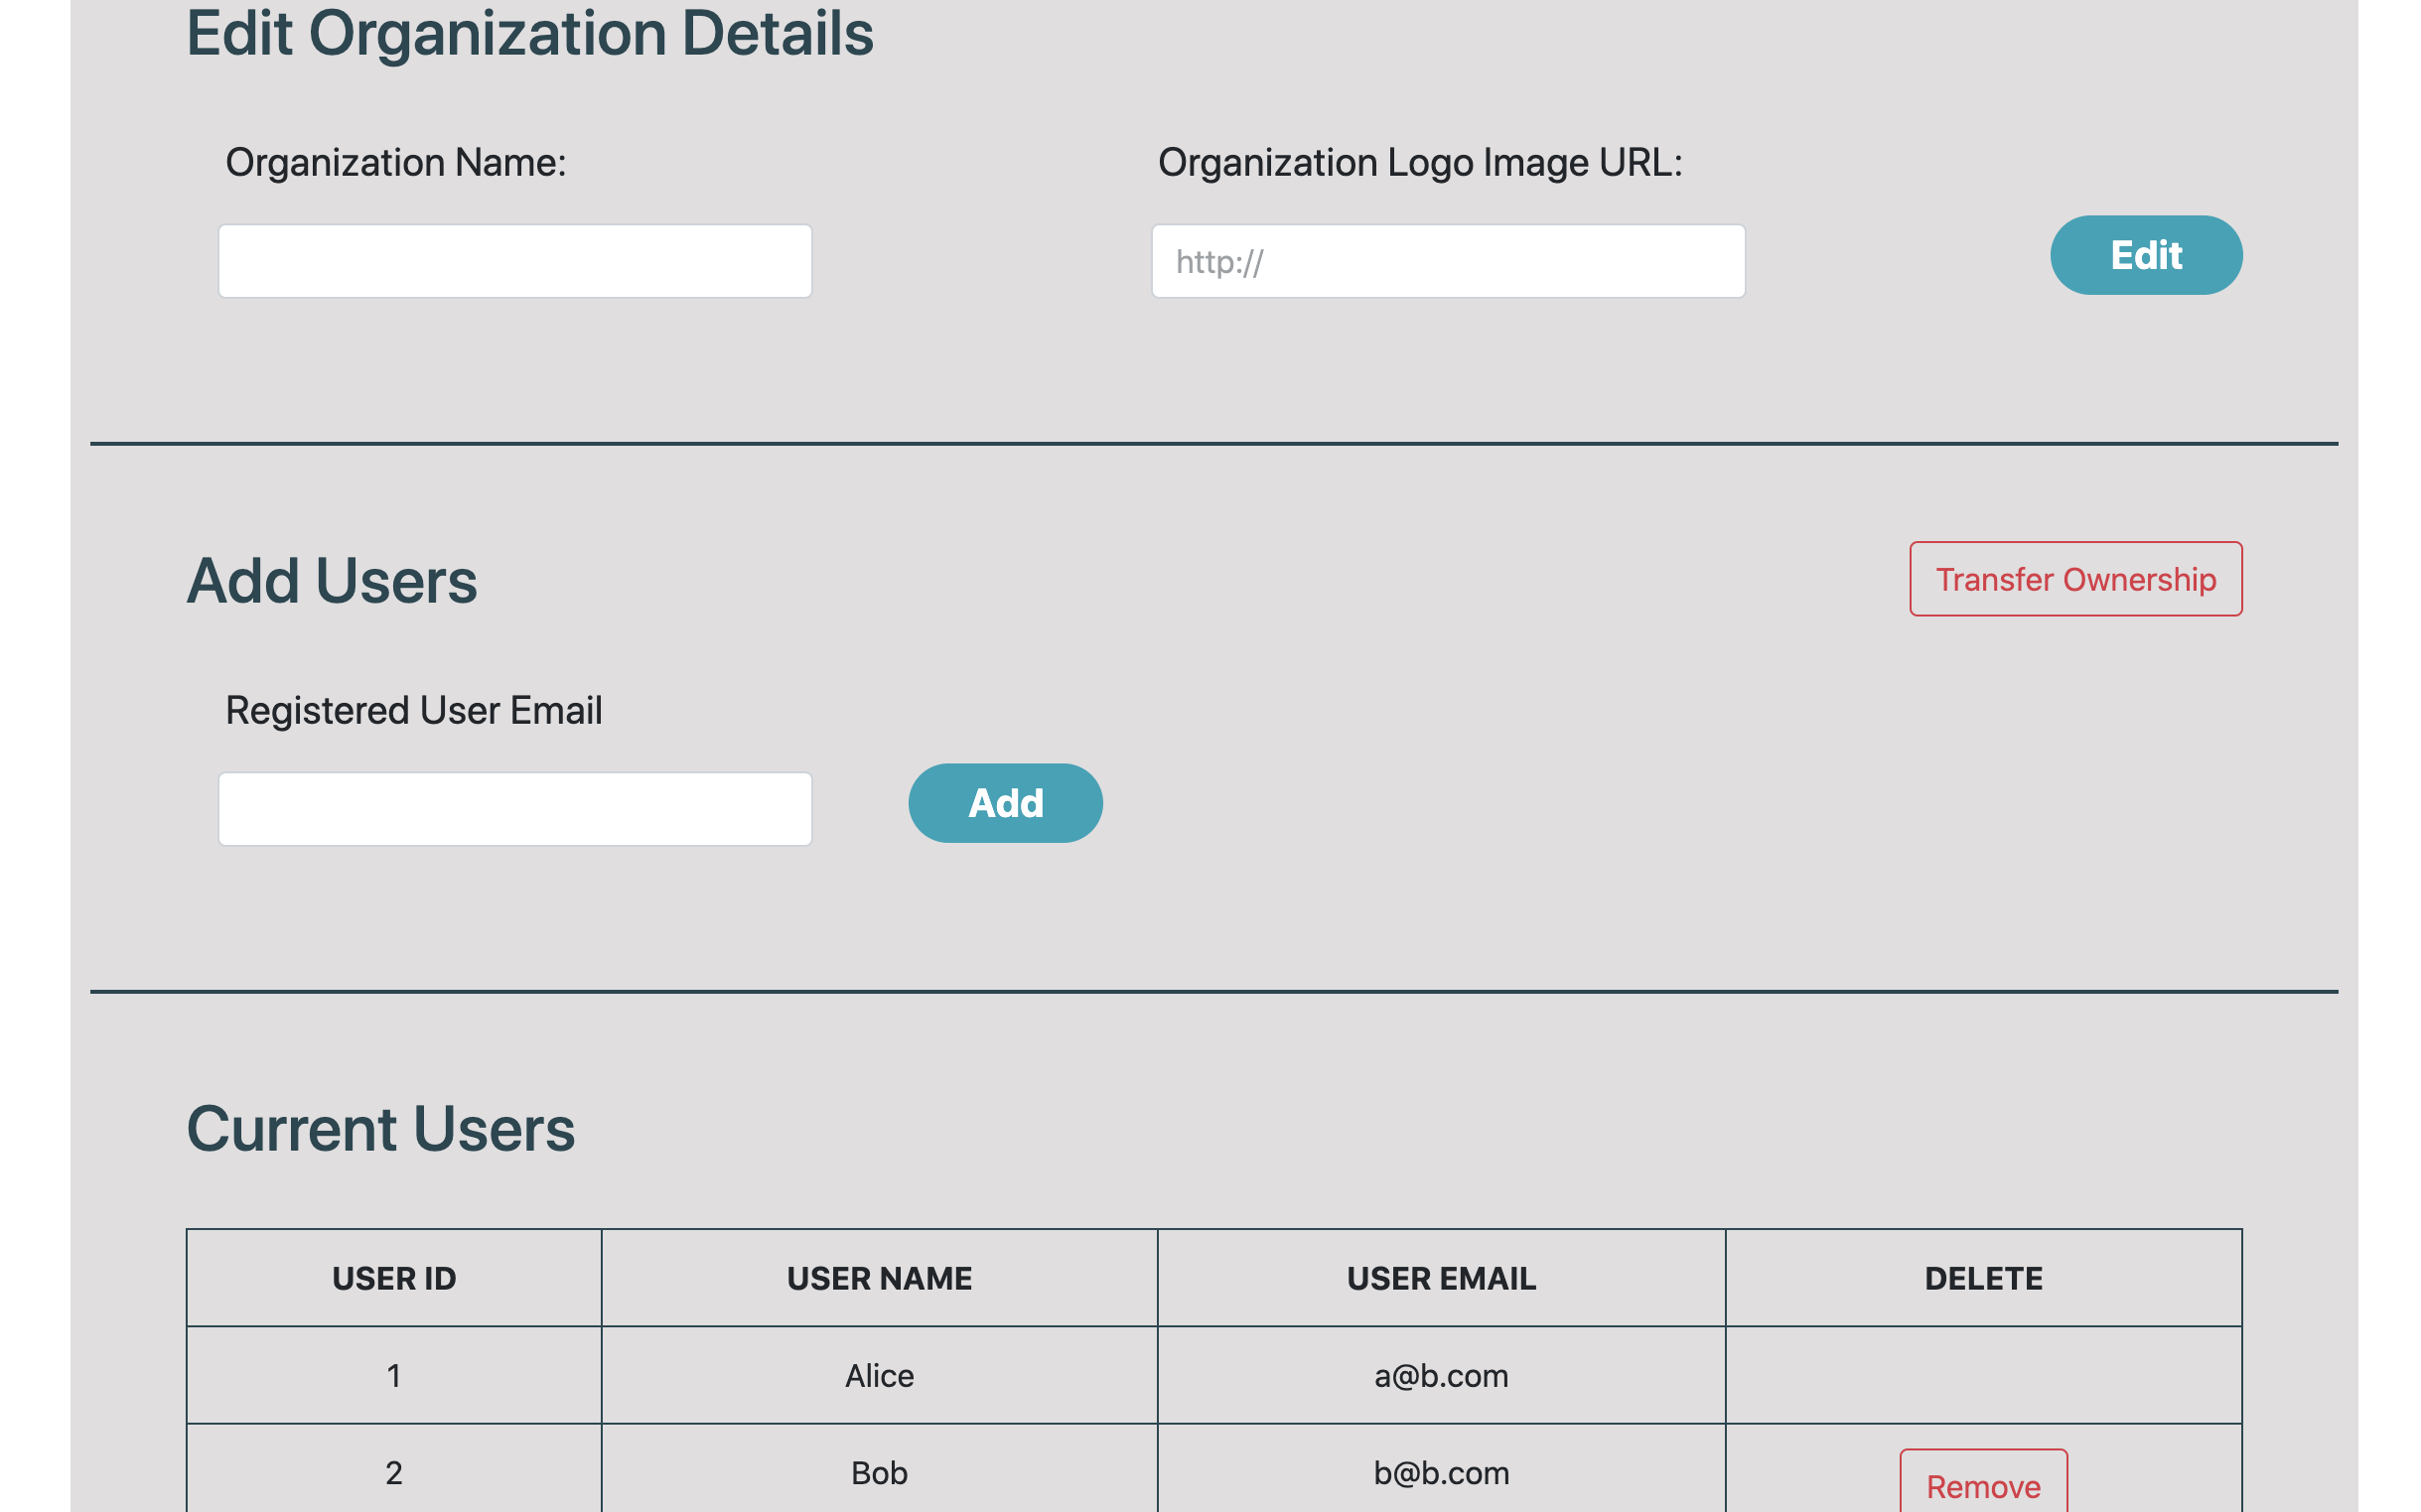 Edit Organization Details
Organization Name: Organization Logo Image URL:
http:// Edit
Add Users Transfer Ownership
Registered User Email
Add
Current Users
USER ID USER NAME USER EMAIL DELETE
1 Alice a@b.com
2 Bob b@b.com Remove